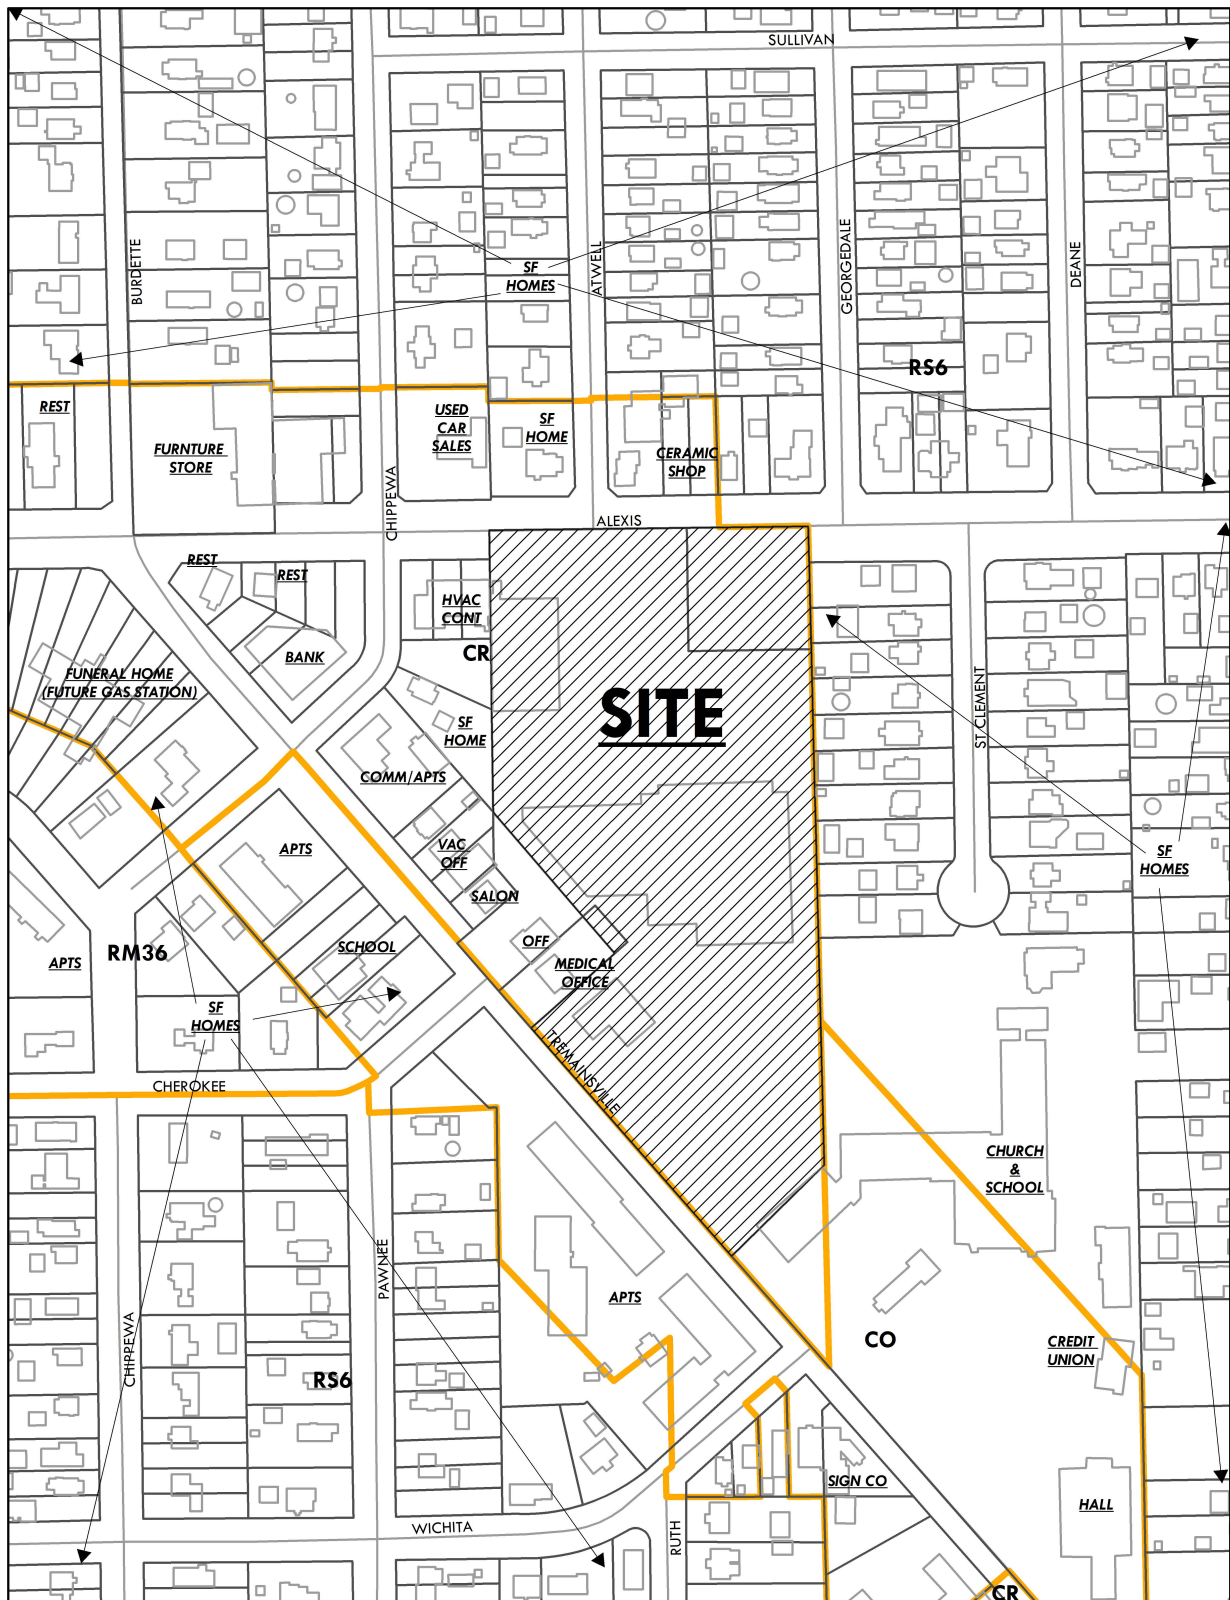 SULLIVAN
BURDETTE
ATWELL
GEORGEDALE
DEANE
SF
HOMES
RS6
REST
FURNTURE
STORE
USED
CAR
SALES
SF
HOME
CERAMIC
SHOP
CHIPPEWA
ALEXIS
REST
REST
HVAC
CONT
BANK
CR
FUNERAL HOME
(FUTURE GAS STATION)
SITE
ST CLEMENT
SF
HOME
COMM/APTS
APTS
VAC
OFF
SALON
SF
HOMES
SCHOOL
OFF
MEDICAL
OFFICE
RM36
APTS
SF
HOMES
TREMAINSVILLE
CHEROKEE
CHURCH
&
SCHOOL
PAWNEE
APTS
CHIPPEWA
CO
CREDIT
UNION
RS6
SIGN CO
HALL
WICHITA
RUTH
CR